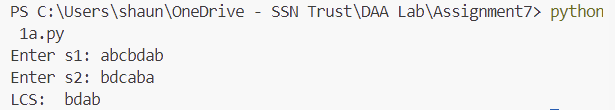 PS C:\Users\shaun\OneDrive - SSN Trust\DAA Lab\Assignment7> python
 1a.py
Enter s1: abcbdab
Enter s2: bdcaba
LCS:  bdab